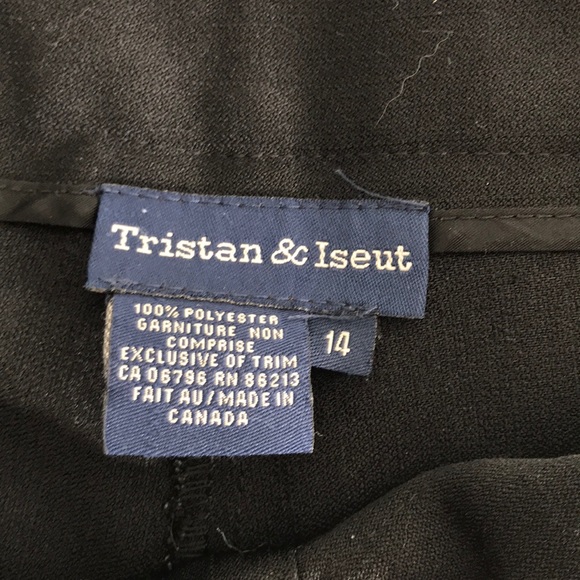 Tristan & Iseut
100% POLYESTER
GARNITURE NON
COMPRISE
EXCLUSIVE OF TRIM
CA 06796 RN 86213
FAIT AU/MADE IN
CANADA
14